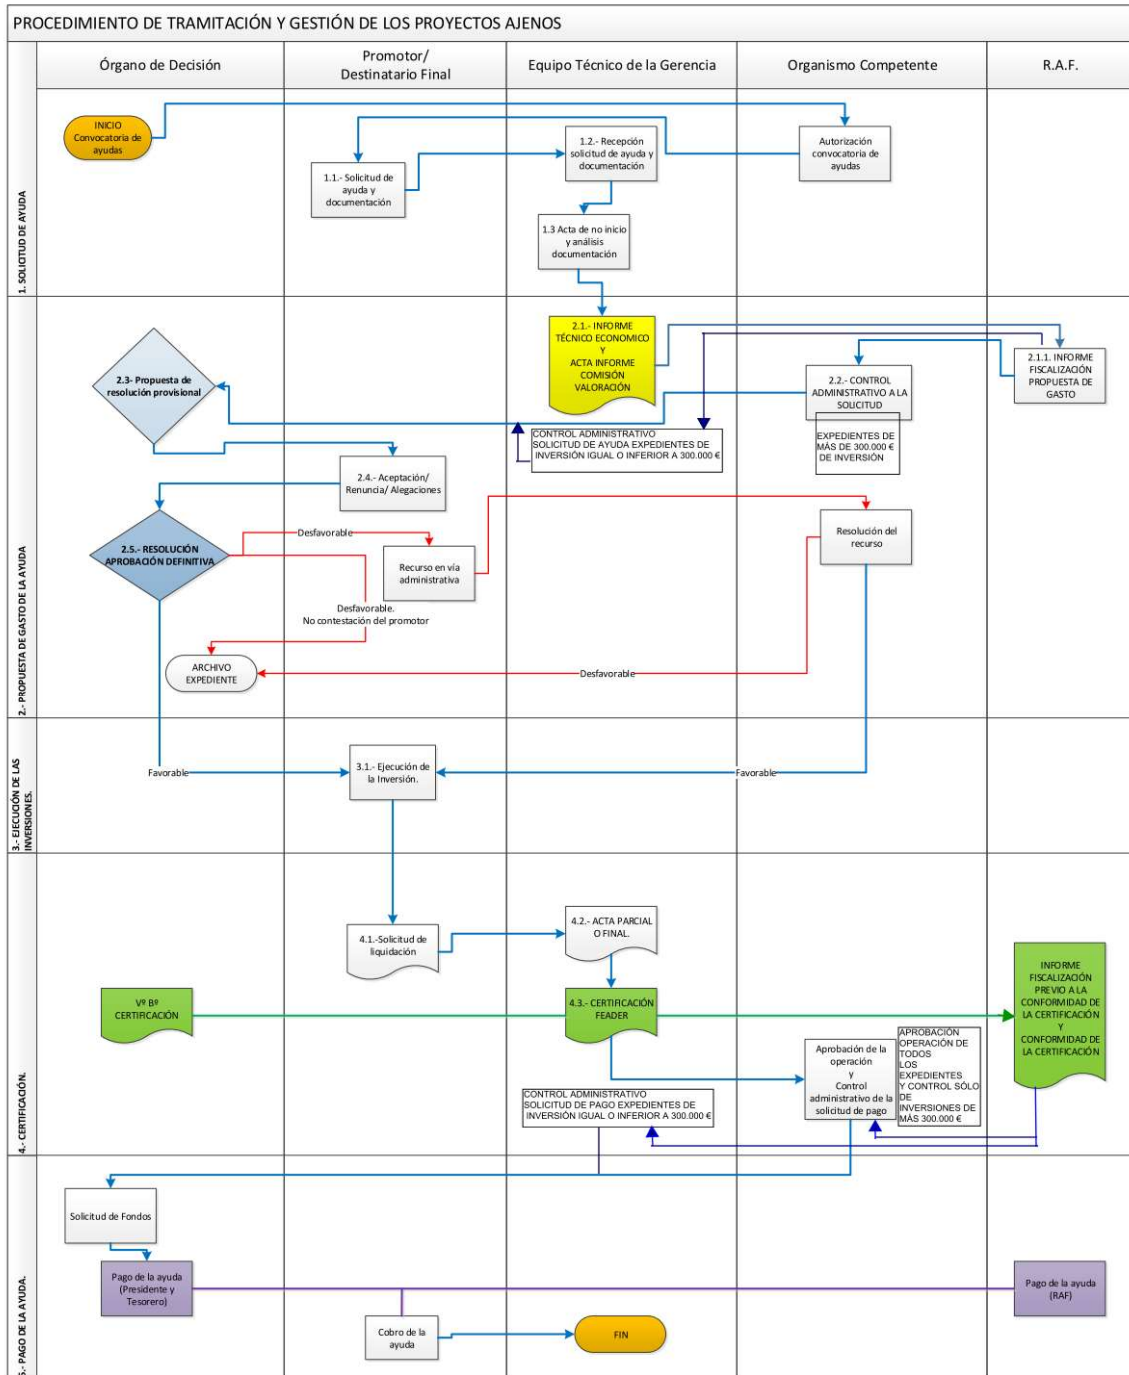 PROCEDIMIENTO DE TRAMITACIÓN Y GESTIÓN DE LOS PROYECTOS AJENOS
Órgano de Decisión
Promotor/
Destinatario Final
Equipo Técnico de la Gerencia
Organismo Competente
R.A.F.
1. SOLICITUD DE AYUDA
INICIO
Convocatoria de
ayudas
1.1.- Solicitud de
ayuda y
documentación
1.2.- Recepción
solicitud de ayuda y
documentación
Autorización
convocatoria de
ayudas
1.3 Acta de no inicio
y análisis
documentación
2.- PROPUESTA DE GASTO DE LA AYUDA
2.1.- INFORME
TÉCNICO ECONOMICO
Y
ACTA INFORME
COMISIÓN
VALORACIÓN
2.1.1. INFORME
FISCALIZACIÓN
PROPUESTA DE
GASTO
2.2.- CONTROL
ADMINISTRATIVO A LA
SOLICITUD
EXPEDIENTES DE
MÁS DE 300.000 €
DE INVERSIÓN
2.3- Propuesta de
resolución provisional
CONTROL ADMINISTRATIVO
SOLICITUD DE AYUDA EXPEDIENTES DE
INVERSIÓN IGUAL O INFERIOR A 300.000 €
2.4.- Aceptación/
Renuncia/ Alegaciones
2.5.- RESOLUCIÓN
APROBACIÓN DEFINITIVA
Desfavorable
Recurso en vía
administrativa
Resolución del
recurso
Desfavorable.
No contestación del promotor
ARCHIVO
EXPEDIENTE
Desfavorable
3.- EJECUCIÓN DE LAS
INVERSIONES.
Favorable
3.1.- Ejecución de
la Inversión.
Favorable
4.- CERTIFICACIÓN.
4.1.-Solicitud de
liquidación
4.2.- ACTA PARCIAL
O FINAL.
Vº Bº
CERTIFICACIÓN
4.3.- CERTIFICACIÓN
FEADER
INFORME
FISCALIZACIÓN
PREVIO A LA
CONFORMIDAD DE
LA CERTIFICACIÓN
Y
CONFORMIDAD DE
LA CERTIFICACIÓN
Aprobación de la
operación
y
Control
administrativo de la
solicitud de pago
APROBACIÓN
OPERACIÓN DE
TODOS
LOS
EXPEDIENTES
Y CONTROL SÓLO
DE
INVERSIONES DE
MÁS 300.000 €
CONTROL ADMINISTRATIVO
SOLICITUD DE PAGO EXPEDIENTES DE
INVERSIÓN IGUAL O INFERIOR A 300.000 €
5.- PAGO DE LA AYUDA.
Solicitud de Fondos
Pago de la ayuda
(Presidente y
Tesorero)
Pago de la ayuda
(RAF)
Cobro de la
ayuda
FIN